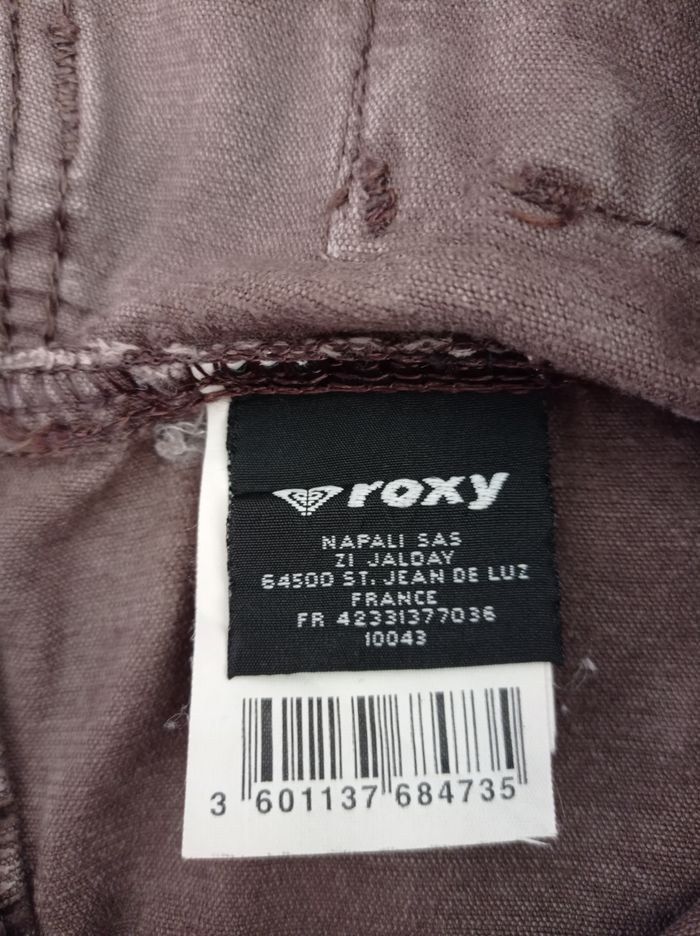 roxy
NAPALI SAS
ZI JALDAY
64500 ST. JEAN DE LUZ
FRANCE
FR 42331377036
10043
3 601137 684735